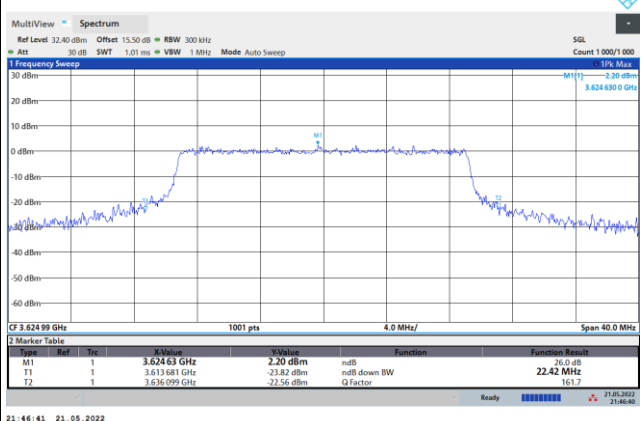 MultiView Spectrum
Ref Level 32.40 dBm Offset 15.50 dB RBW 300 kHz SGL
Att 30 dB SWT 1.01 ms VBW 1 MHz Mode Auto Sweep Count 1 000/1 000
1 Frequency Sweep 1Pk Max
30 dBm M1[1] 2.20 dBm
3.624 630 0 GHz
20 dBm
10 dBm
M1
0 dBm
-10 dBm
-20 dBm
T1 T2
-30 dBm
-40 dBm
-50 dBm
-60 dBm
CF 3.624 99 GHz 1001 pts 4.0 MHz/ Span 40.0 MHz
2 Marker Table
Type Ref Trc X-Value Y-Value Function Function Result
M1 1 3.624 63 GHz 2.20 dBm ndB 26.0 dB
T1 1 3.613 681 GHz -23.82 dBm ndB down BW 22.42 MHz
T2 1 3.636 099 GHz -22.56 dBm Q Factor 161.7
Ready 21.05.2022
21:46:40
21:46:41 21.05.2022